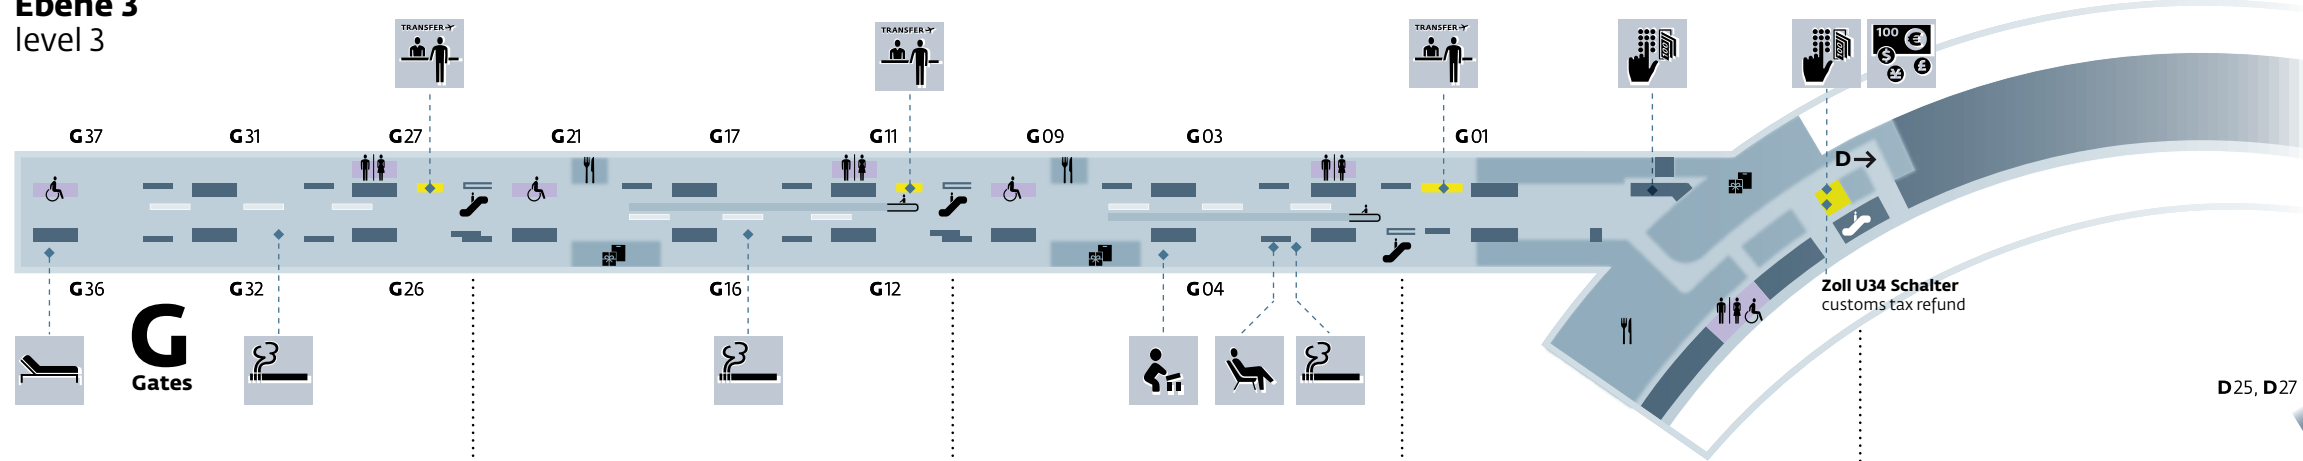 Ebene 3
level 3
TRANSFER
TRANSFER
TRANSFER
100 € $ ¥ £
G37 G31 G27 G21 G17 G11 G09 G03 G01
D→
G36 G32 G26 G16 G12 G04
Zoll U34 Schalter
customs tax refund
G
Gates
D25, D27